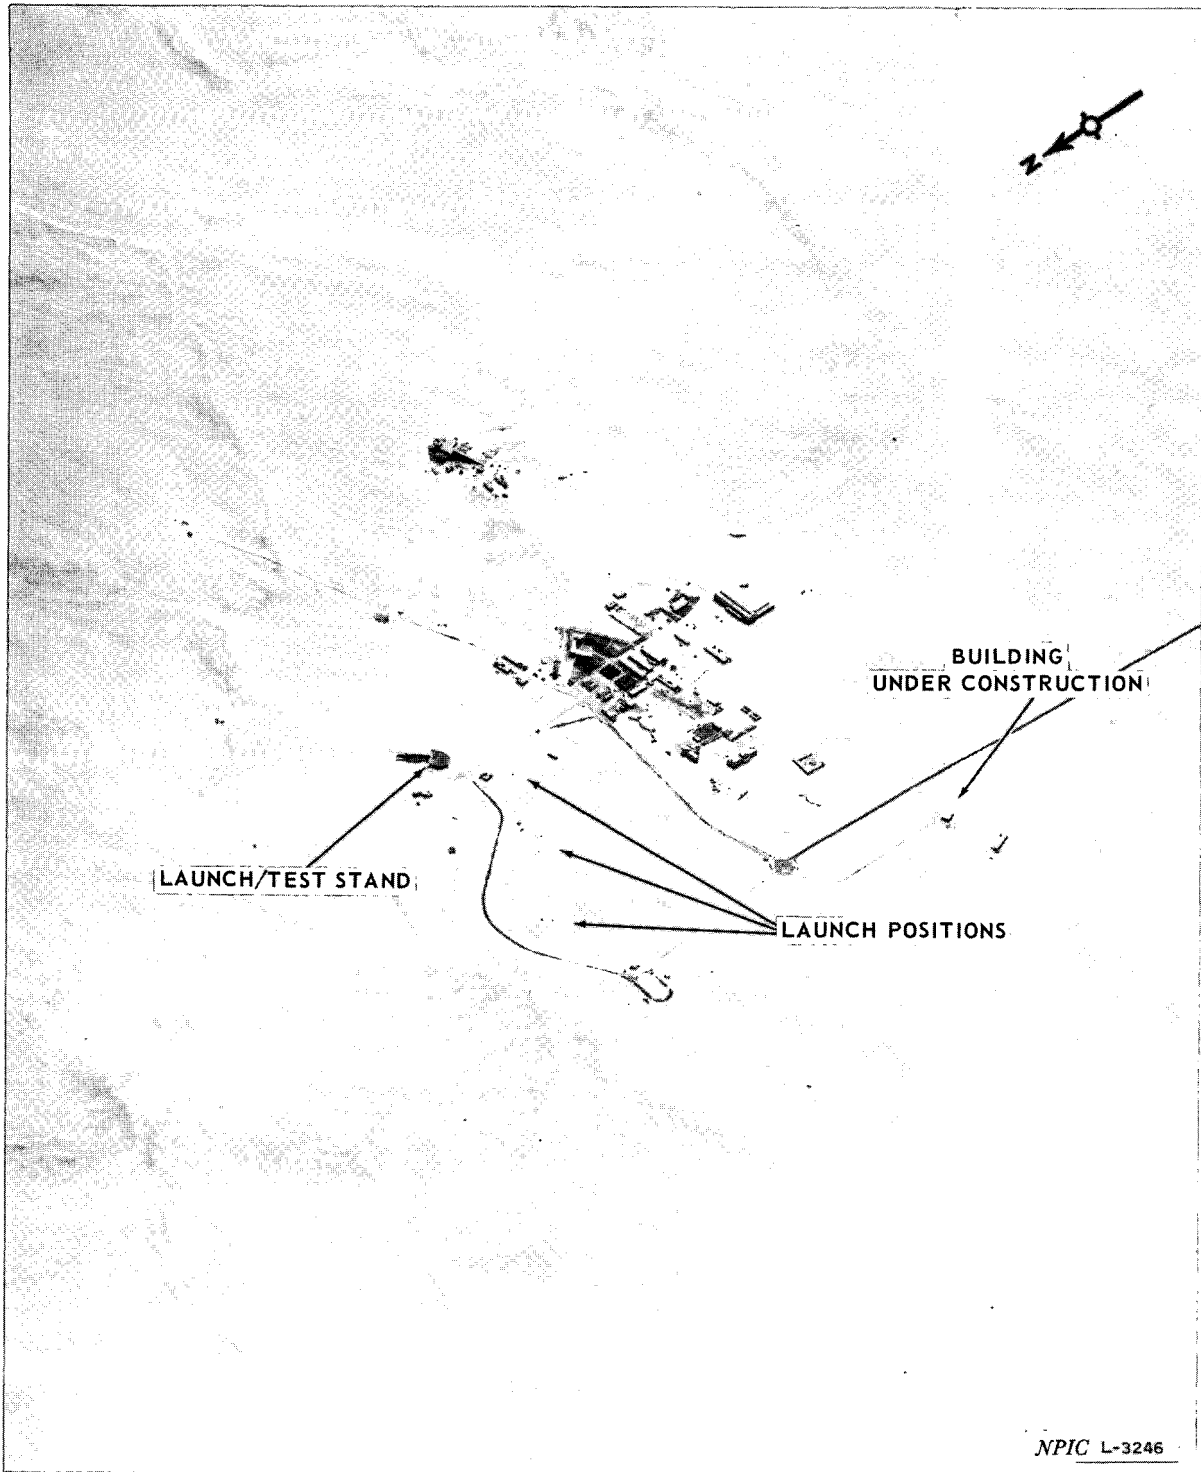 N
BUILDING
UNDER CONSTRUCTION
LAUNCH/TEST STAND
LAUNCH POSITIONS
NPIC L-3246